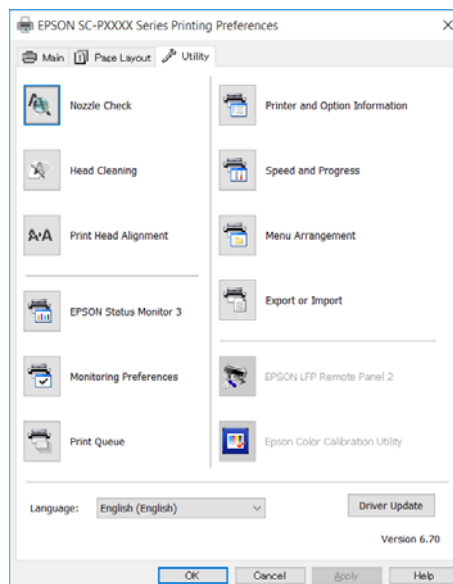 EPSON SC-PXXXX Series Printing Preferences
Main Page Layout Utility
Nozzle Check
Printer and Option Information
Head Cleaning
Speed and Progress
Print Head Alignment
Menu Arrangement
Export or Import
EPSON Status Monitor 3
Monitoring Preferences
EPSON LFP Remote Panel 2
Print Queue
Epson Color Calibration Utility
Language: English (English)
Driver Update
Version 6.70
OK Cancel Apply Help